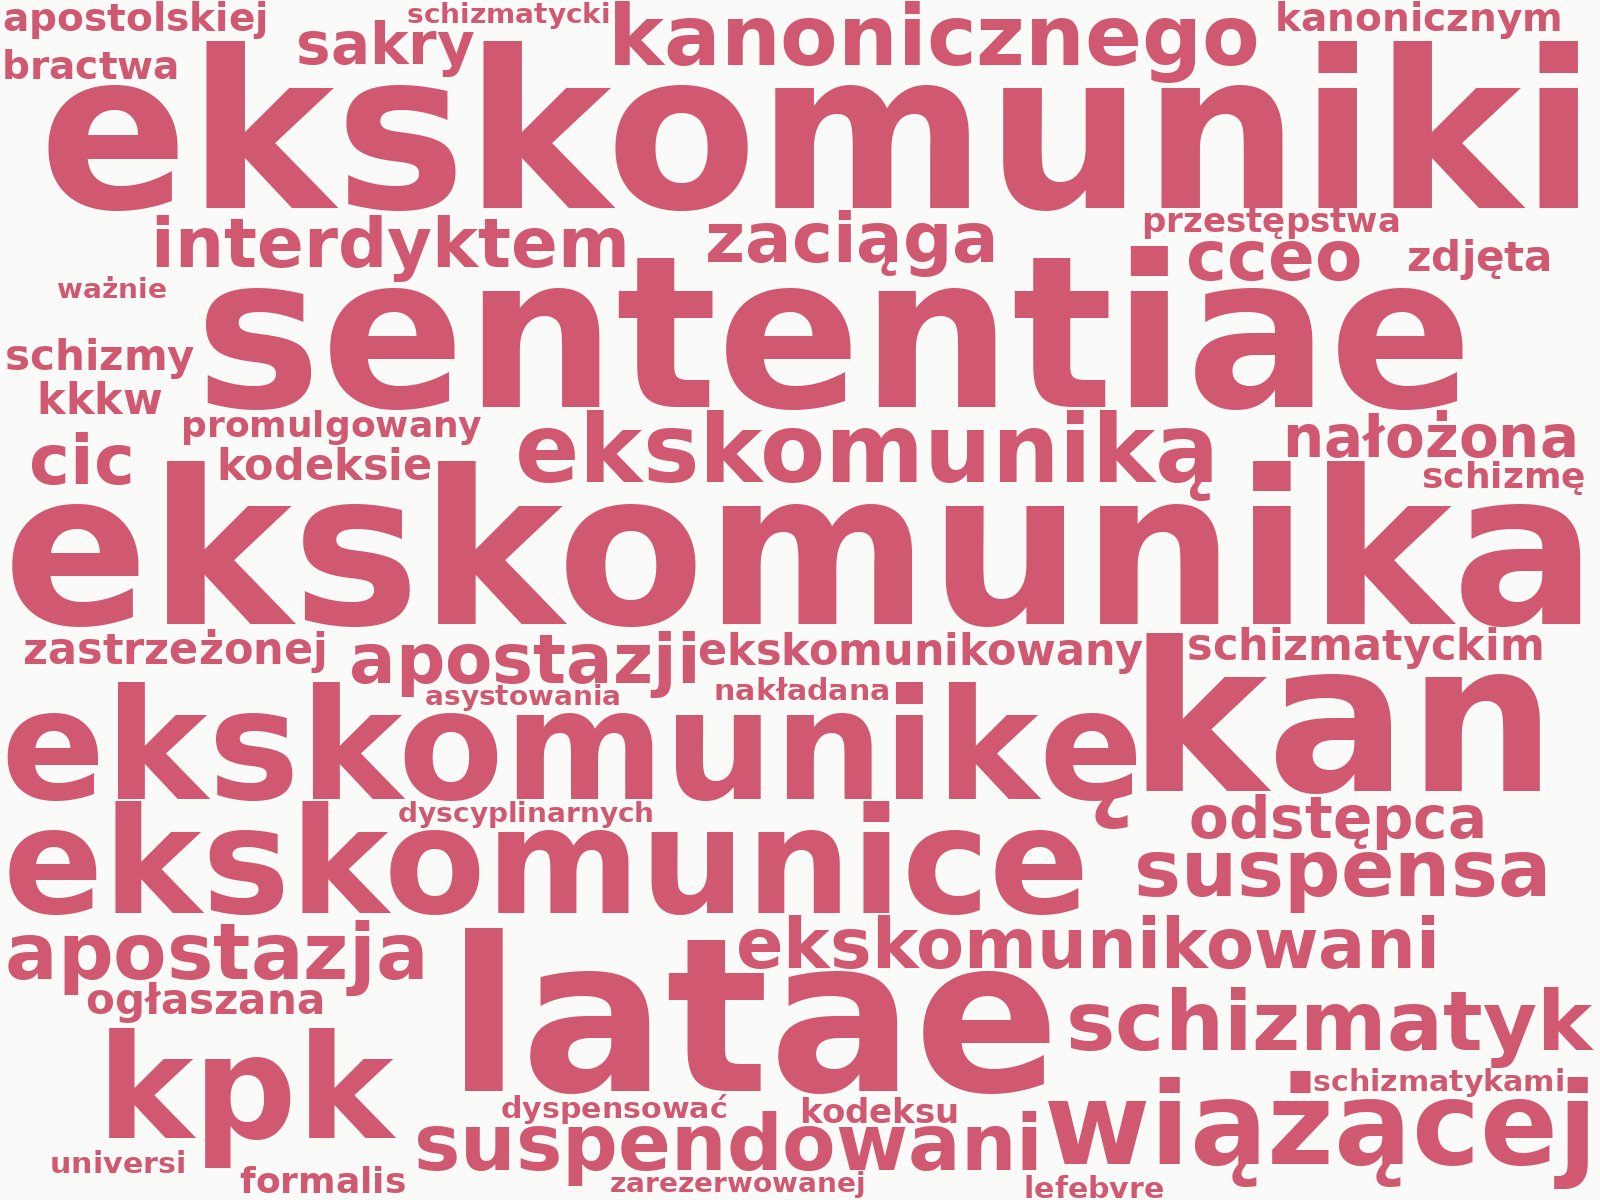 apostolskiej
schizmatycki
sakry
kanonicznego
kanonicznym
bractwa
ekskomuniki
interdyktem
zaciąga
przestępstwa
cceo
zdjęta
ważnie
sententiae
schizmy
kkkw
promulgowany
ekskomuniką
nałożona
cic
kodeksie
schizmę
ekskomunika
zastrzeżonej
apostazji
ekskomunikowany
schizmatyckim
asystowania
nakładana
kan
ekskomunikę
dyscyplinarnych
odstępca
ekskomunice
suspensa
apostazja
ekskomunikowani
latae
ogłaszana
schizmatyk
kpk
schizmatykami
dyspensować
kodeksu
wiążącej
suspendowani
universi
formalis
zarezerwowanej
lefebvre